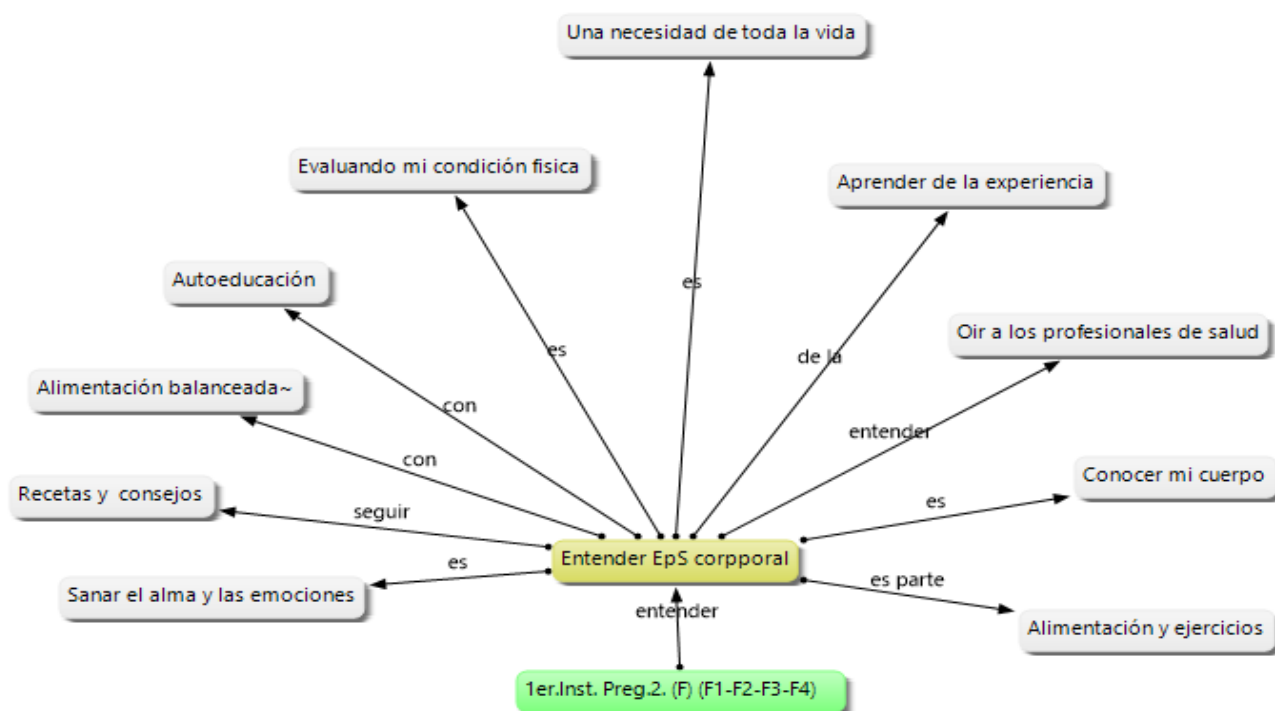 Una necesidad de toda la vida
Evaluando mi condición fisica
Aprender de la experiencia
Autoeducación
es
Oir a los profesionales de salud
es
de la
Alimentación balanceada~
con
entender
con
Conocer mi cuerpo
Recetas y consejos
seguir
es
Entender EpS corpporal
es
Sanar el alma y las emociones
es parte
entender
Alimentación y ejercicios
1er.Inst. Preg.2. (F) (F1-F2-F3-F4)